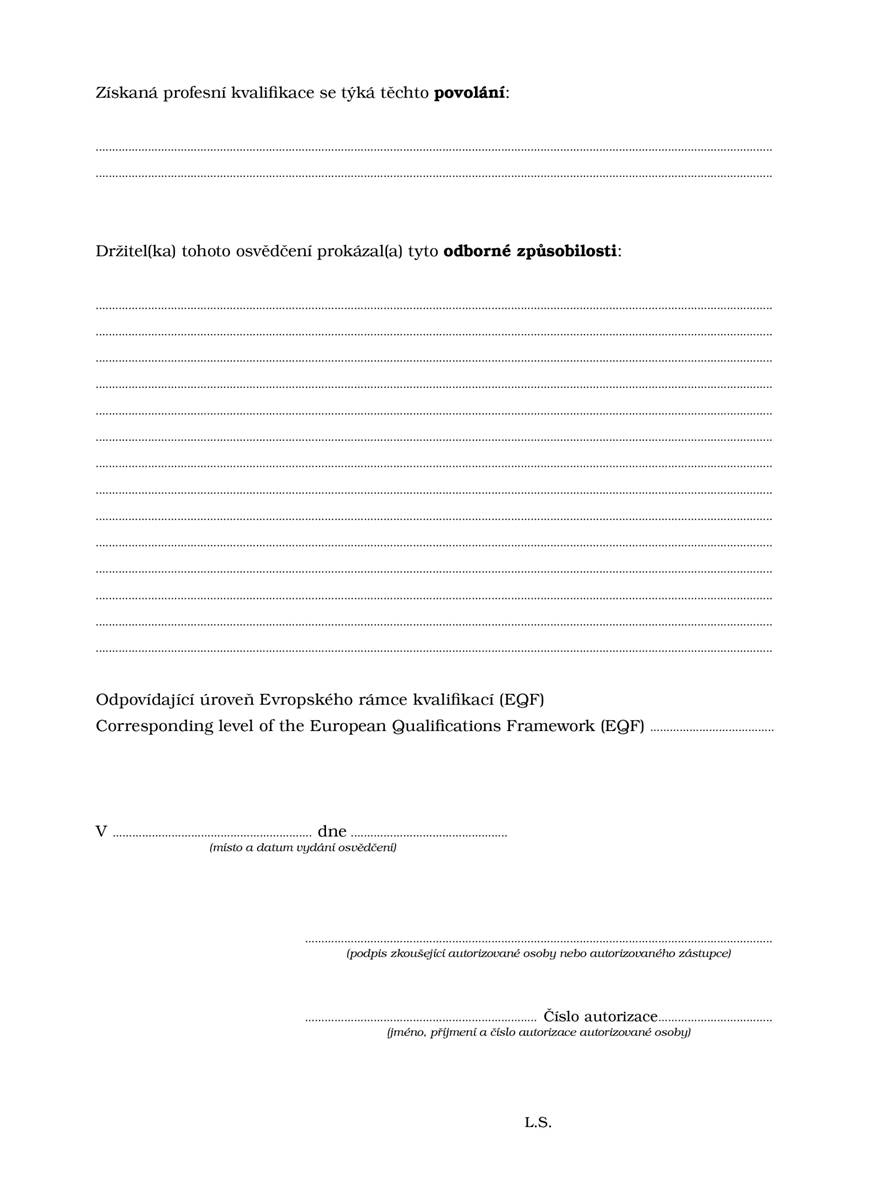 Získaná profesní kvalifikace se týká těchto povolání:
Držitel(ka) tohoto osvědčení prokázal(a) tyto odborné způsobilosti:
Odpovídající úroveň Evropského rámce kvalifikací (EQF)
Corresponding level of the European Qualifications Framework (EQF) ......................................
V ............................................................. dne ................................................
(místo a datum vydání osvědčení)
(podpis zkoušející autorizované osoby nebo autorizovaného zástupce)
....................................................................... Číslo autorizace...................................
(jméno, příjmení a číslo autorizace autorizované osoby)
L.S.